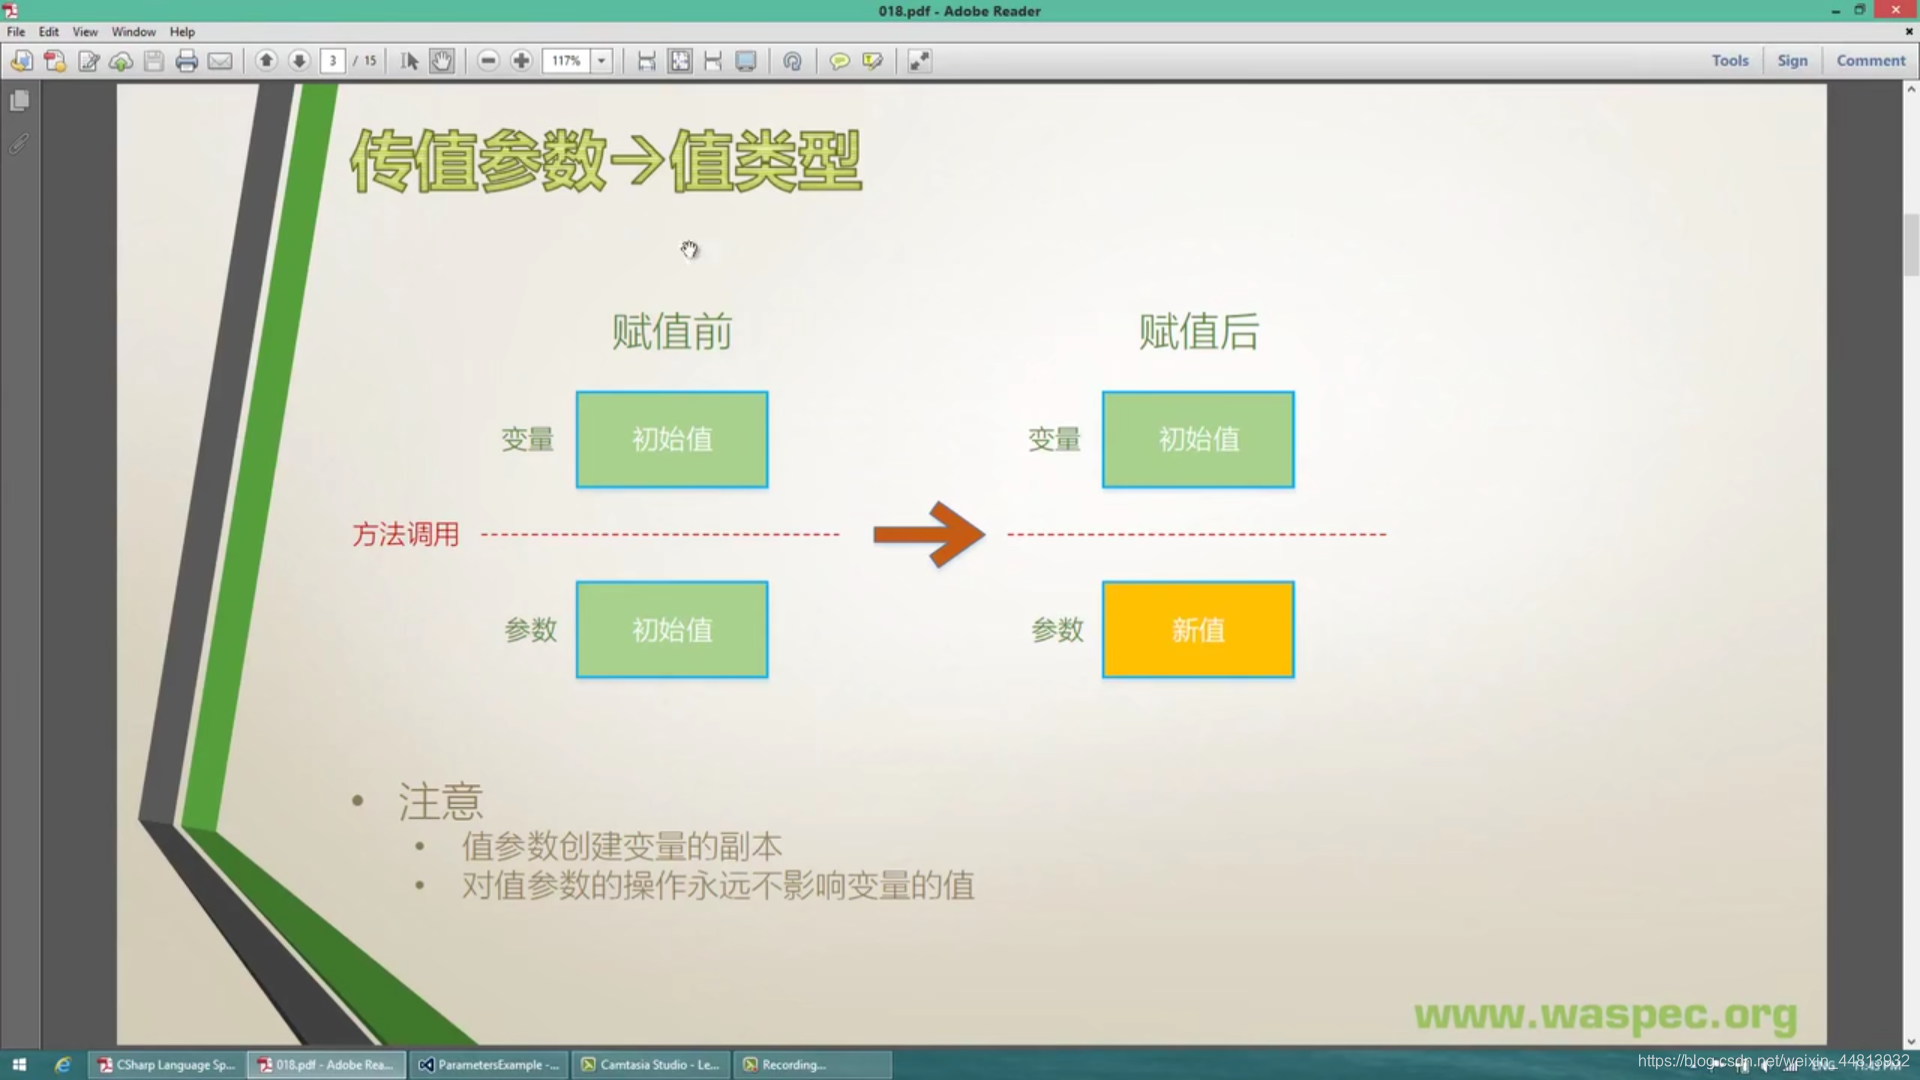 018.pdf - Adobe Reader
File Edit View Window Help
3 / 15 117% Tools Sign Comment
传值参数→值类型
赋值前 赋值后
变量 初始值 变量 初始值
方法调用
参数 初始值 参数 新值
• 注意
• 值参数创建变量的副本
• 对值参数的操作永远不影响变量的值
www.waspec.org
CSharp Language Sp... 018.pdf - Adobe Rea... ParametersExample -... Camtasia Studio - Le... Recording...
https://blog.csdn.net/weixin_44813932